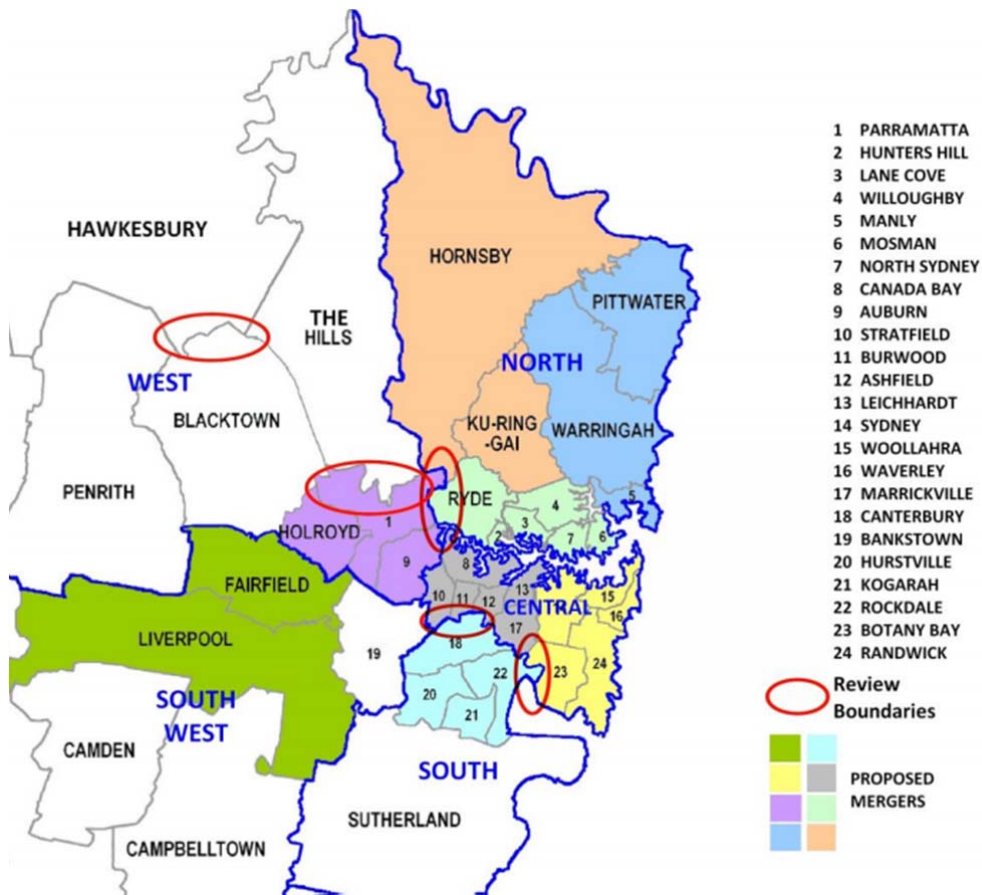 HAWKESBURY
THE
HILLS
HORNSBY
PITTWATER
NORTH
WEST
BLACKTOWN
KU-RING
-GAI
WARRINGAH
PENRITH
RYDE
HOLROYD
1
2
3
4
5
6
7
8
9
10
11
12
13
CENTRAL
15
16
17
FAIRFIELD
LIVERPOOL
18
19
20
21
22
23
24
SOUTH
WEST
CAMDEN
SOUTH
SUTHERLAND
CAMPBELLTOWN
1 PARRAMATTA
2 HUNTERS HILL
3 LANE COVE
4 WILLOUGHBY
5 MANLY
6 MOSMAN
7 NORTH SYDNEY
8 CANADA BAY
9 AUBURN
10 STRATFIELD
11 BURWOOD
12 ASHFIELD
13 LEICHHARDT
14 SYDNEY
15 WOOLLAHRA
16 WAVERLEY
17 MARRICKVILLE
18 CANTERBURY
19 BANKSTOWN
20 HURSTVILLE
21 KOGARAH
22 ROCKDALE
23 BOTANY BAY
24 RANDWICK
Review
Boundaries
PROPOSED
MERGERS